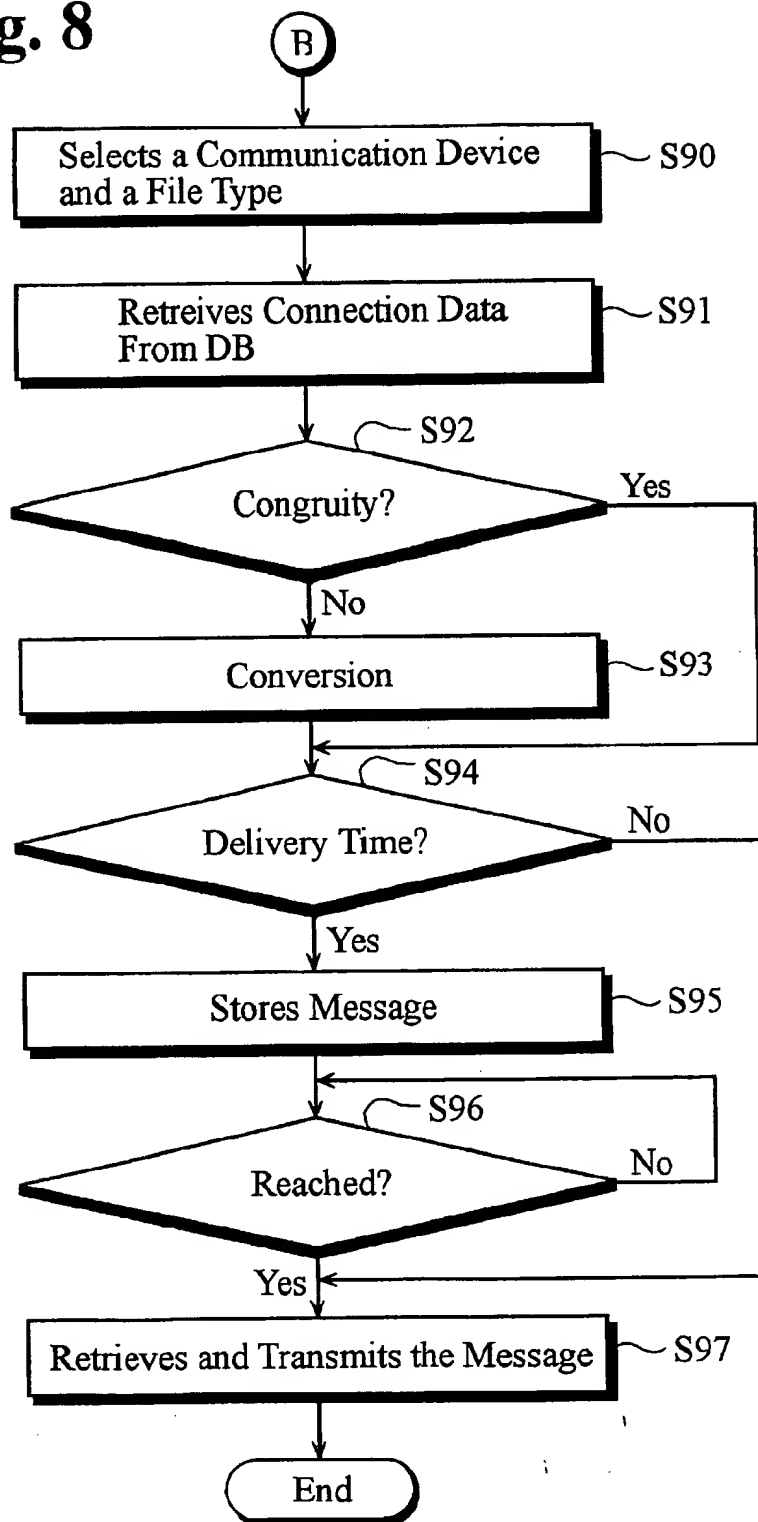 g. 8
B
Selects a Communication Device
and a File Type
S90
Retreives Connection Data
From DB
S91
S92
Congruity?
Yes
No
Conversion
S93
S94
Delivery Time?
No
Yes
Stores Message
S95
S96
Reached?
No
Yes
Retrieves and Transmits the Message
S97
End